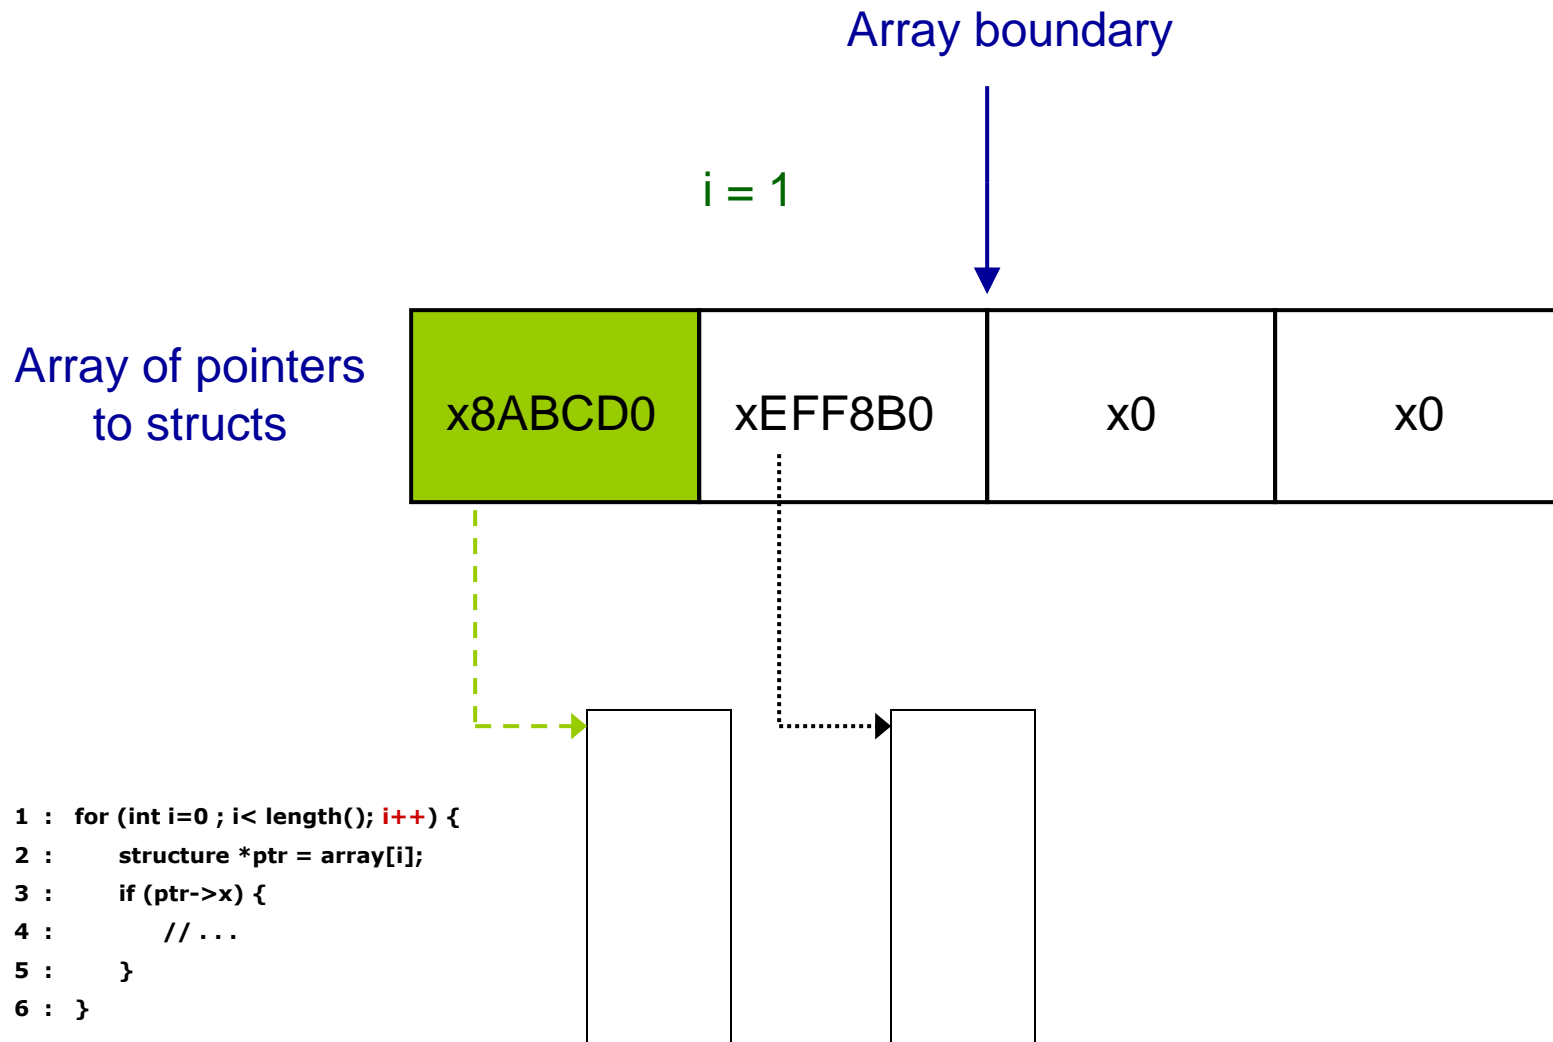 Array boundary
i = 1
Array of pointers
to structs
x8ABCD0
xEFF8B0
x0
x0
1 : for (int i=0 ; i< length(); i++) {
2 : structure *ptr = array[i];
3 : if (ptr->x) {
4 : // . . .
5 : }
6 : }